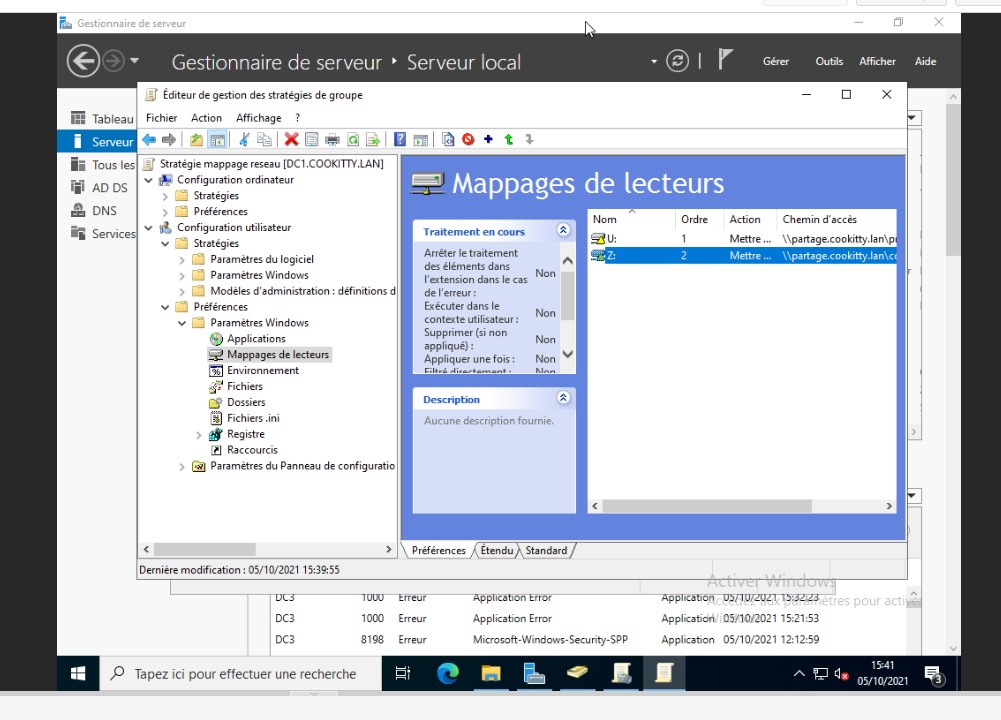 Gestionnaire de serveur
Gestionnaire de serveur ‣ Serveur local
Gérer Outils Afficher Aide
Éditeur de gestion des stratégies de groupe
Fichier Action Affichage ?
Tableau
Serveur
Tous les
AD DS
DNS
Services
Stratégie mappage reseau [DC1.COOKITTY.LAN]
Configuration ordinateur
Stratégies
Préférences
Configuration utilisateur
Stratégies
Paramètres du logiciel
Paramètres Windows
Modèles d'administration : définitions d
Préférences
Paramètres Windows
Applications
Mappages de lecteurs
Environnement
Fichiers
Dossiers
Fichiers .ini
Registre
Raccourcis
Paramètres du Panneau de configuratio
Mappages de lecteurs
Traitement en cours
Arrêter le traitement
des éléments dans
l'extension dans le cas Non
de l'erreur :
Exécuter dans le
contexte utilisateur : Non
Supprimer (si non
appliqué) : Non
Appliquer une fois : Non
Filtré directement : Non
Description
Aucune description fournie.
Nom Ordre Action Chemin d'accès
U: 1 Mettre ... \\partage.cookitty.lan\p
Z: 2 Mettre ... \\partage.cookitty.lan\c
Préférences Étendu Standard
Dernière modification : 05/10/2021 15:39:55
Activer Windows
Accédez aux paramètres pour activer
Windows.
DC3 1000 Erreur Application Error Application 05/10/2021 15:32:23
DC3 1000 Erreur Application Error Application 05/10/2021 15:21:53
DC3 8198 Erreur Microsoft-Windows-Security-SPP Application 05/10/2021 12:12:59
Tapez ici pour effectuer une recherche
15:41
05/10/2021
3